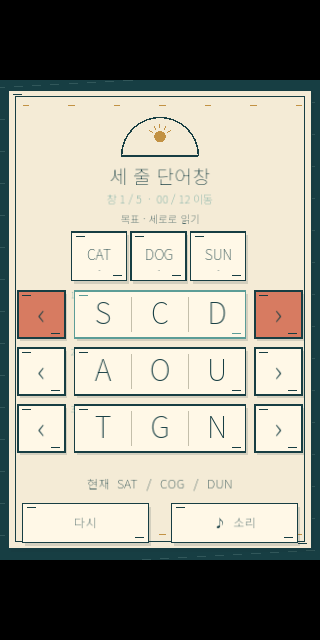 세 줄 단어창
창 1 / 5 · 00 / 12 이동
목표 · 세로로 읽기
CAT DOG SUN
‹ S C D ›
‹ A O U ›
‹ T G N ›
현재 SAT / COG / DUN
다시 ♪ 소리